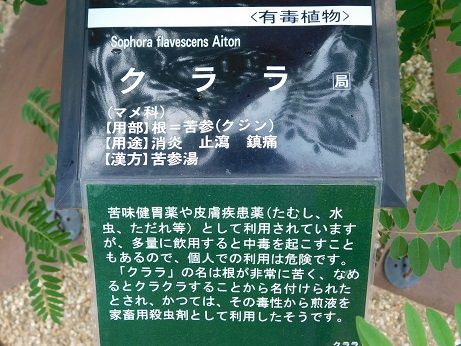 <有毒植物>
Sophora flavescens Aiton
クララ 局
(マメ科)
【用部】根=苦参(クジン)
【用途】消炎 止瀉 鎮痛
【漢方】苦参湯
苦味健胃薬や皮膚疾患薬(たむし、水
虫、ただれ等)として利用されています
が、多量に飲用すると中毒を起こすこと
もあるので、個人での利用は危険です。
「クララ」の名は根が非常に苦く、なめ
るとクラクラすることから名付けられた
とされ、かつては、その毒性から煎液を
家畜用殺虫剤として利用したそうです。
クララ